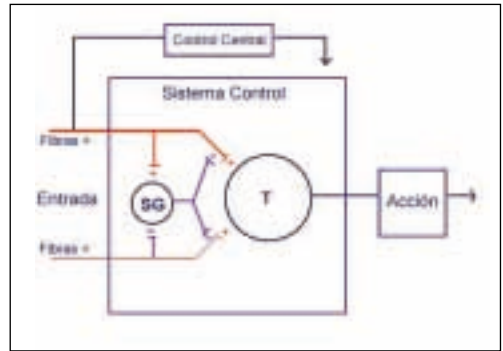 Control Central
Sistema Control
Fibras +
Entrada
SG
T
Acción
Fibras +